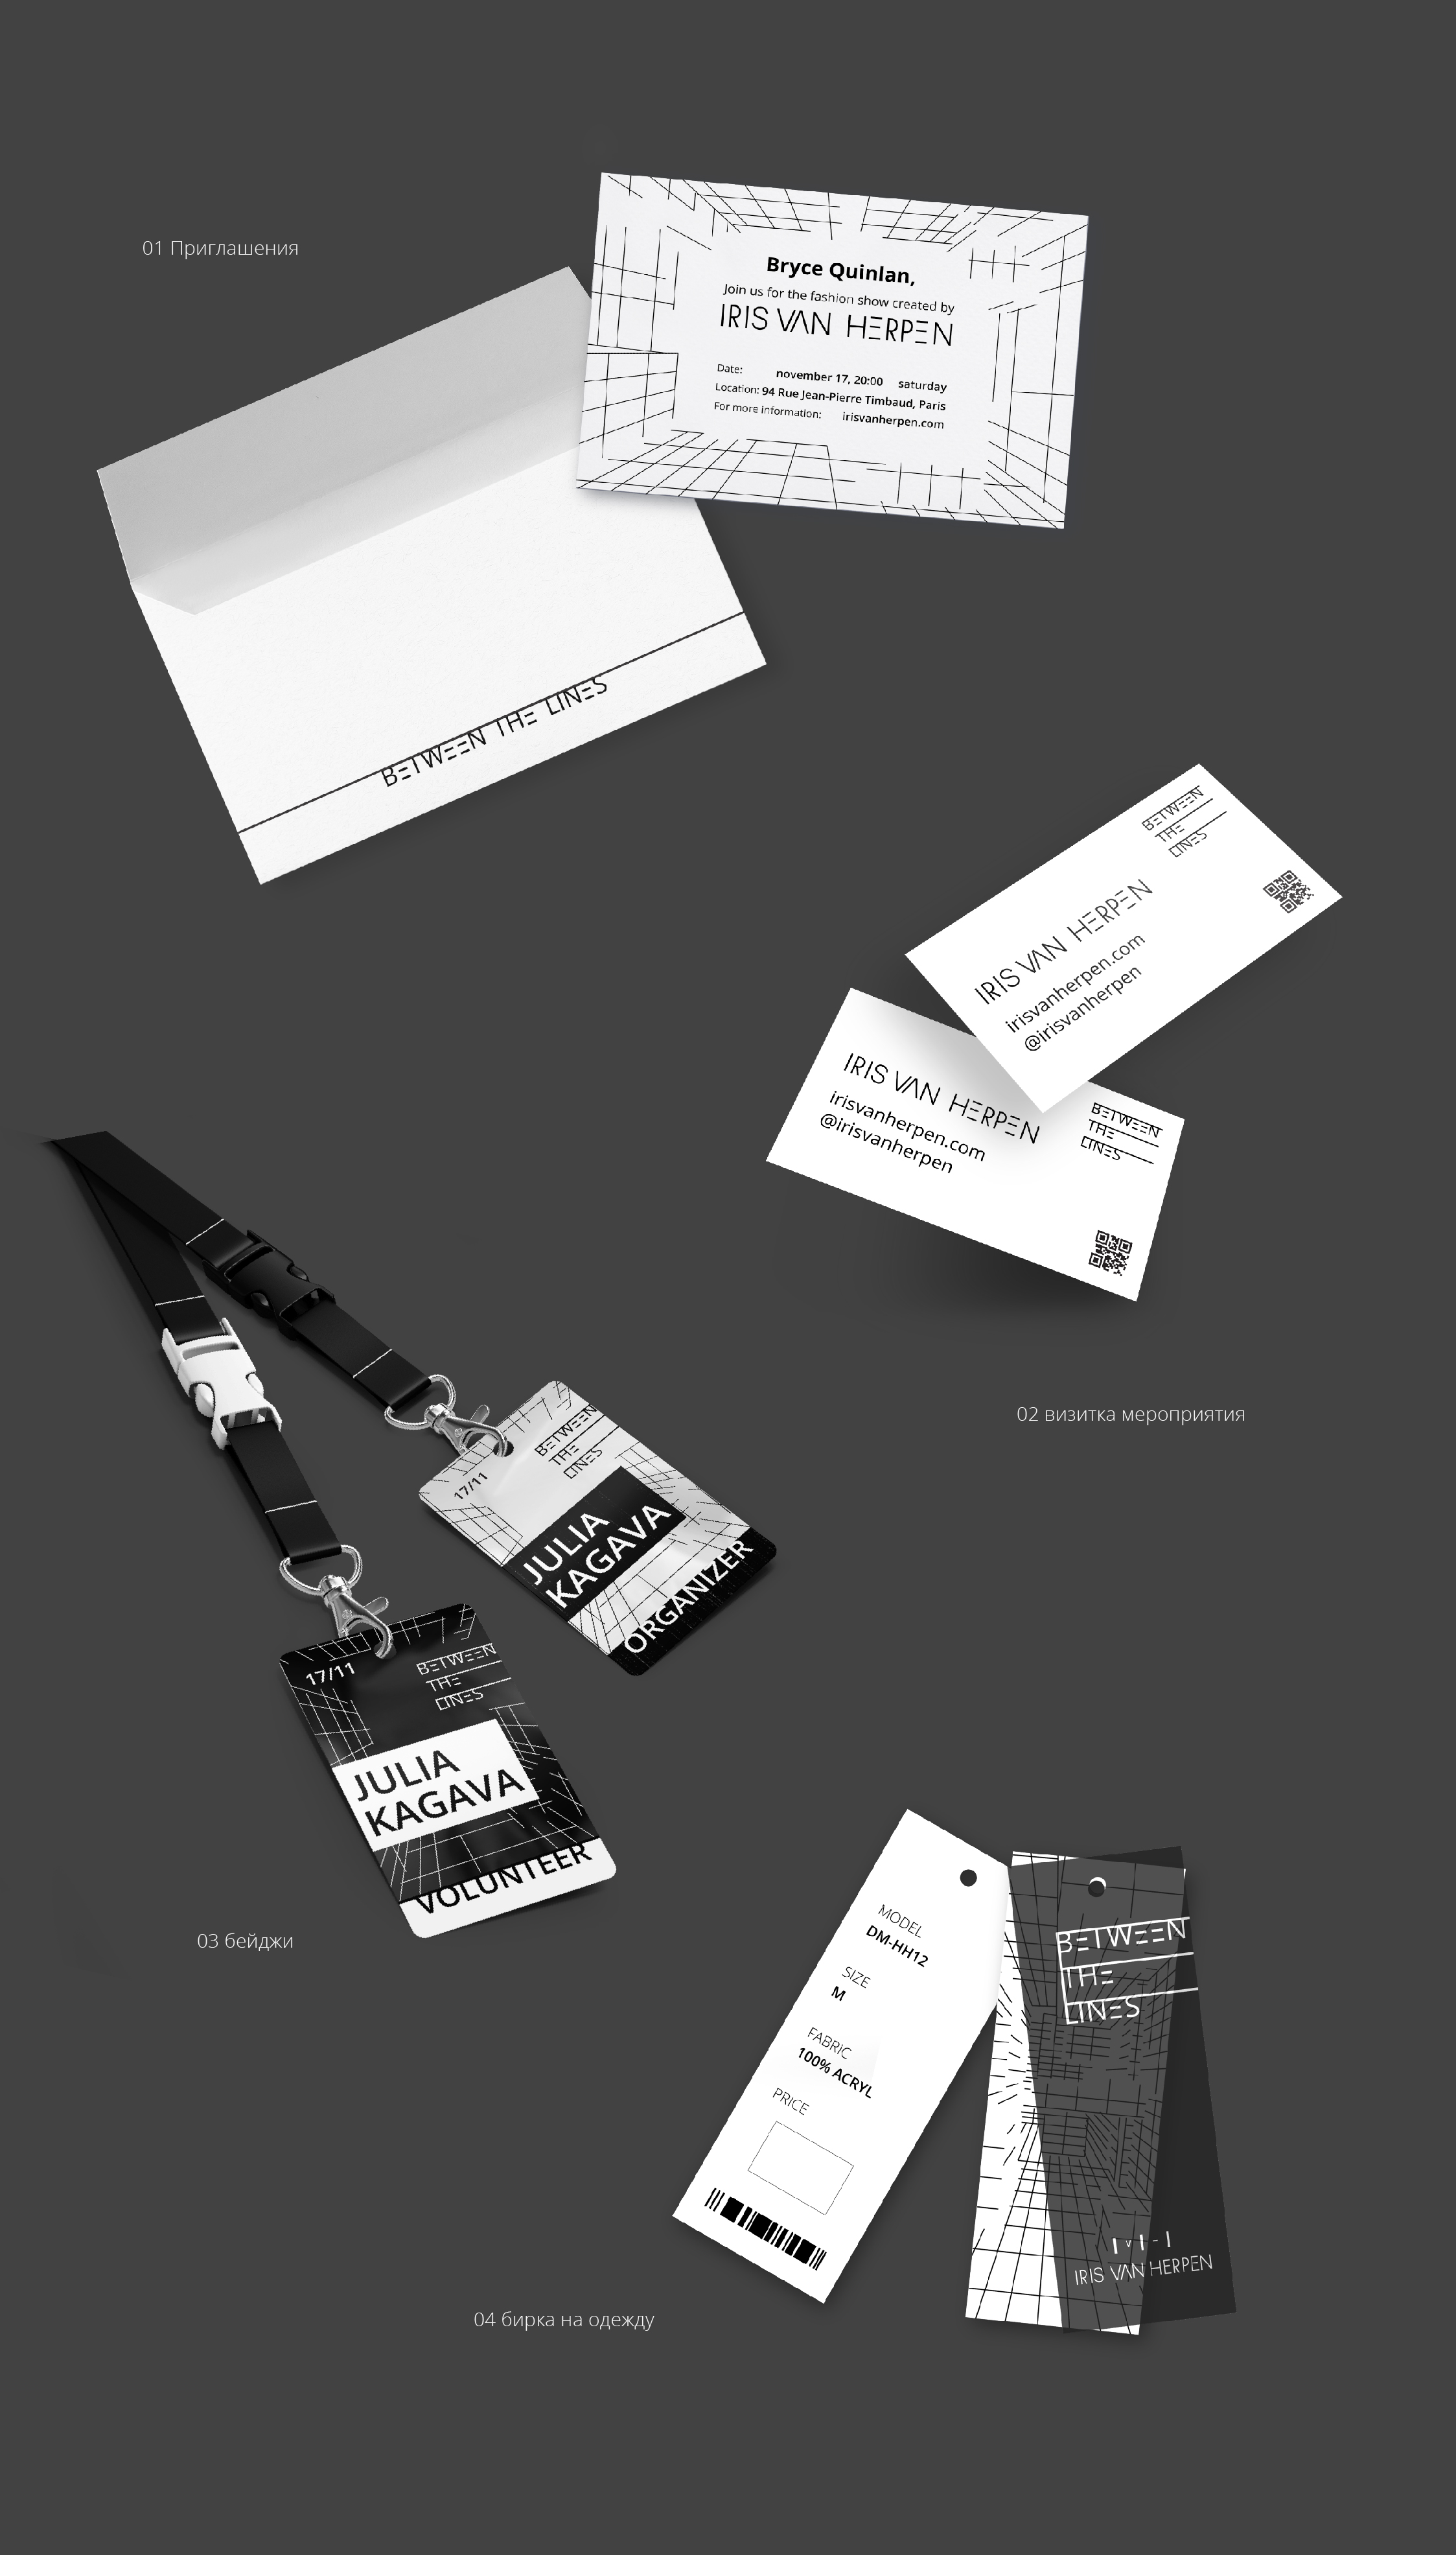 01 Приглашения
Bryce Quinlan,
Join us for the fashion show created by
IRIS VAN HERPEN
Date: november 17, 20:00 saturday
Location: 94 Rue Jean-Pierre Timbaud, Paris
For more information: irisvanherpen.com
BETWEEN THE LINES
BETWEEN
THE
LINES
IRIS VAN HERPEN
irisvanherpen.com
@irisvanherpen
IRIS VAN HERPEN
irisvanherpen.com
@irisvanherpen
BETWEEN
THE
LINES
02 визитка мероприятия
17/11
BETWEEN
THE
LINES
JULIA
KAGAVA
ORGANIZER
17/11
BETWEEN
THE
LINES
JULIA
KAGAVA
VOLUNTEER
03 бейджи
MODEL
DM-HH12
SIZE
M
FABRIC
100% ACRYL
PRICE
BETWEEN
THE
LINES
IRIS VAN HERPEN
04 бирка на одежду